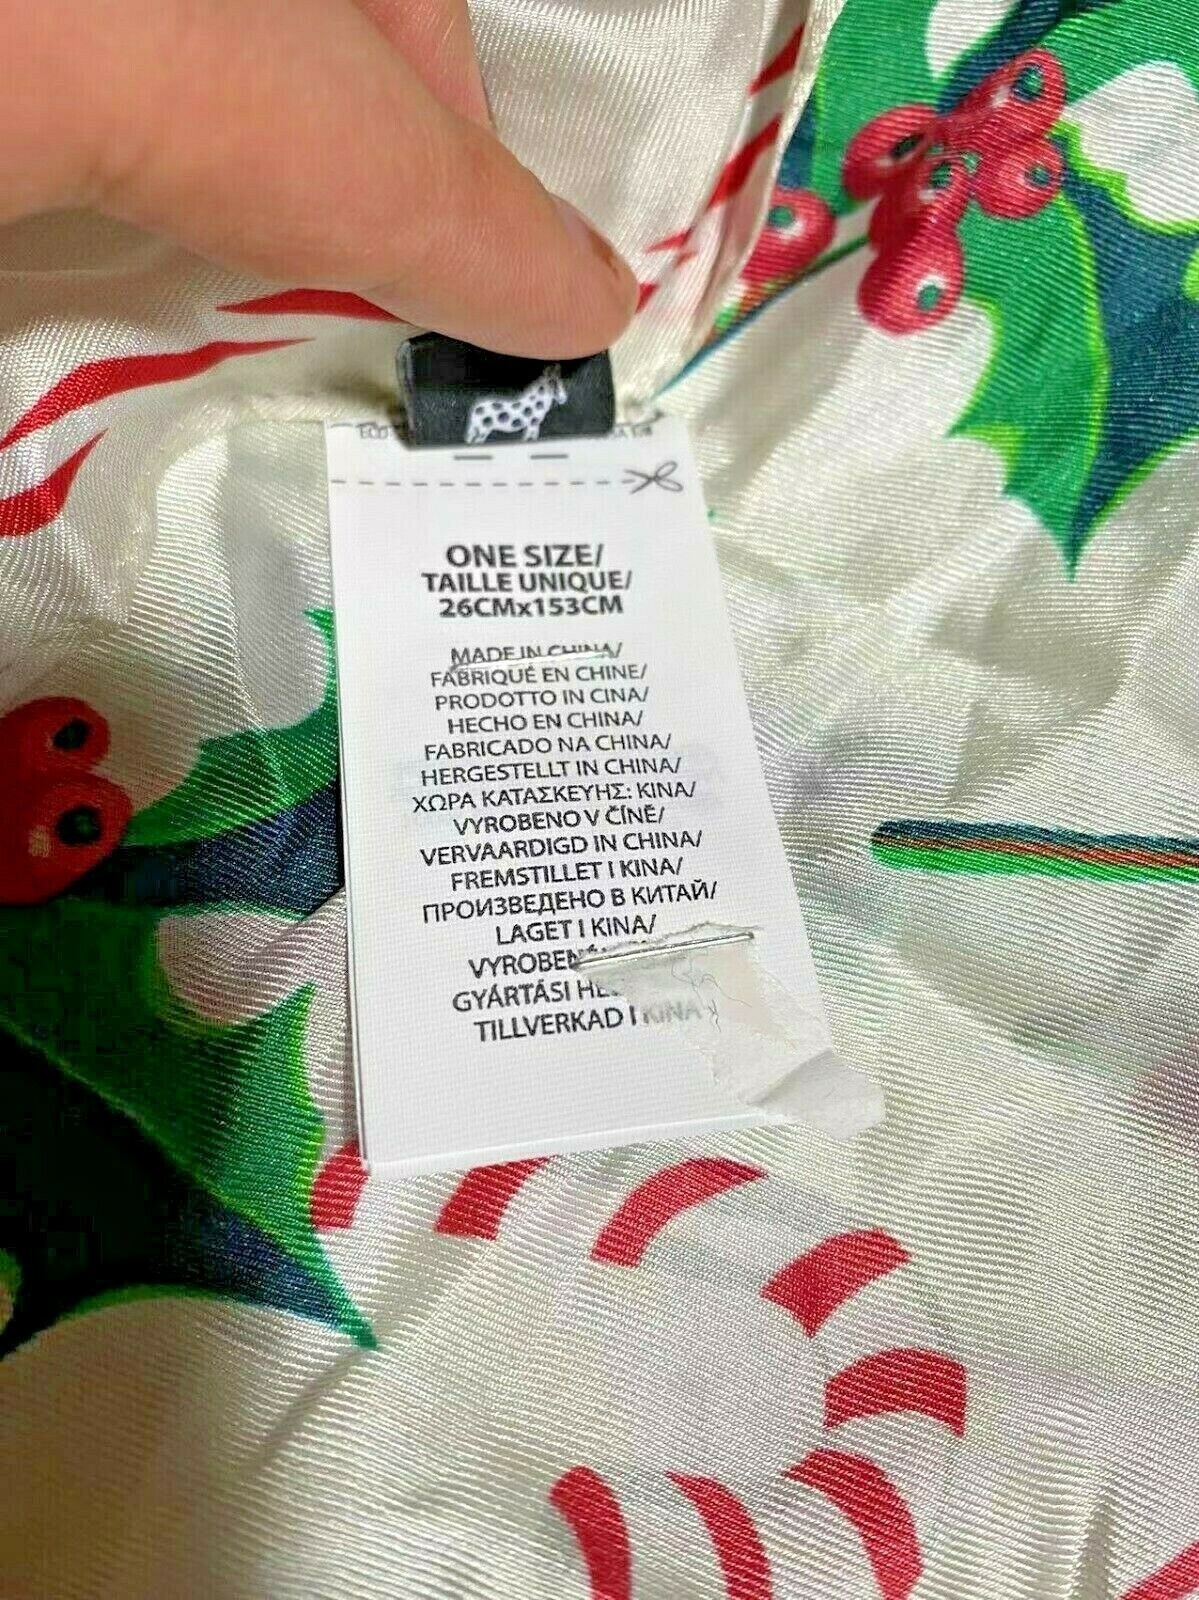 ONE SIZE/
TAILLE UNIQUE/
26CMx153CM
MADE IN CHINA/
FABRIQUÉ EN CHINE/
PRODOTTO IN CINA/
HECHO EN CHINA/
FABRICADO NA CHINA/
HERGESTELLT IN CHINA/
ΧΩΡΑ ΚΑΤΑΣΚΕΥΗΣ: ΚΙΝΑ/
VYROBENO V ČÍNĚ/
VERVAARDIGD IN CHINA/
FREMSTILLET I KINA/
ПРОИЗВЕДЕНО В КИТАЙ/
LAGET I KINA/
GYÁRTÁSI
TILLVERKAD I KINA